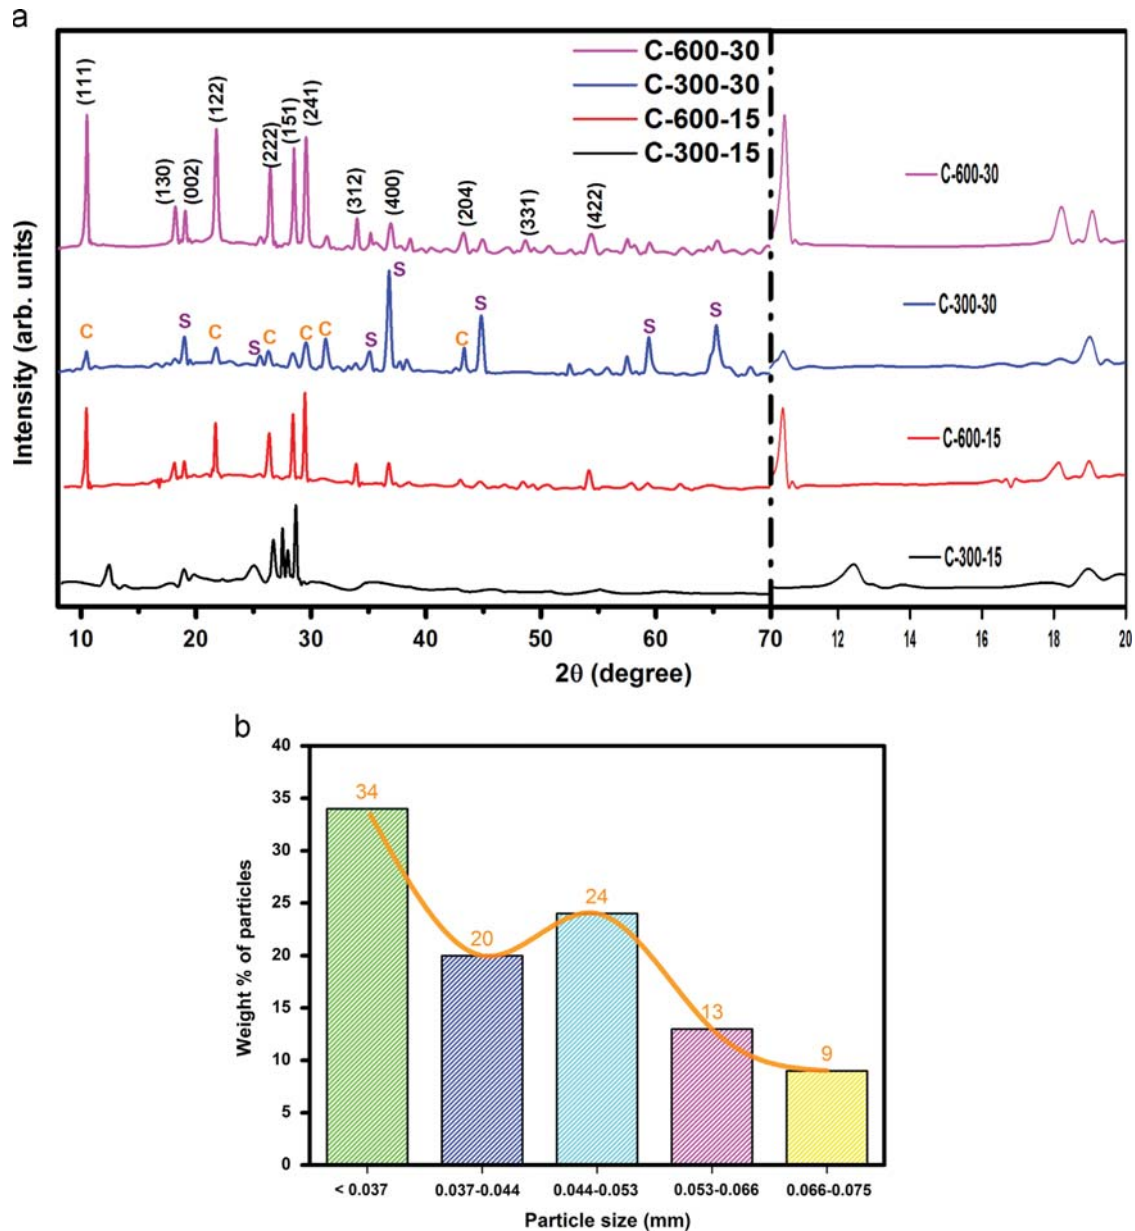 a
C-600-30
C-300-30
C-600-15
C-300-15
(111)
(130)
(002)
(122)
(222)
(151)
(241)
(312)
(400)
(204)
(331)
(422)
C-600-30
C S C S C C C S S C S S S
C-300-30
C-600-15
C-300-15
Intensity (arb. units)
10 20 30 40 50 60 70 12 14 16 18 20
2θ (degree)
b
40
35
30
25
20
15
10
5
0
34
20
24
13
9
Weight % of particles
< 0.037 0.037-0.044 0.044-0.053 0.053-0.066 0.066-0.075
Particle size (mm)